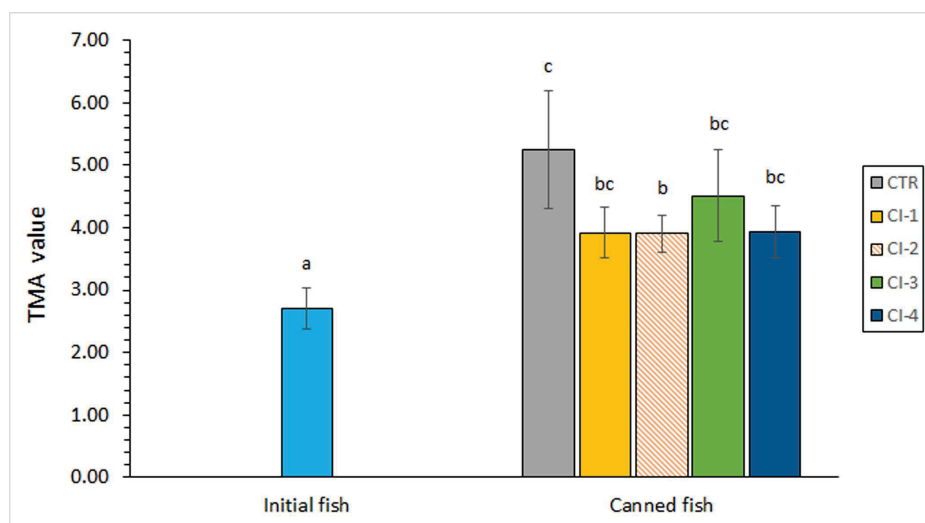 7.00
6.00
5.00
4.00
3.00
2.00
1.00
0.00
TMA value
a
c
bc
b
bc
bc
Initial fish
Canned fish
CTR
CI-1
CI-2
CI-3
CI-4